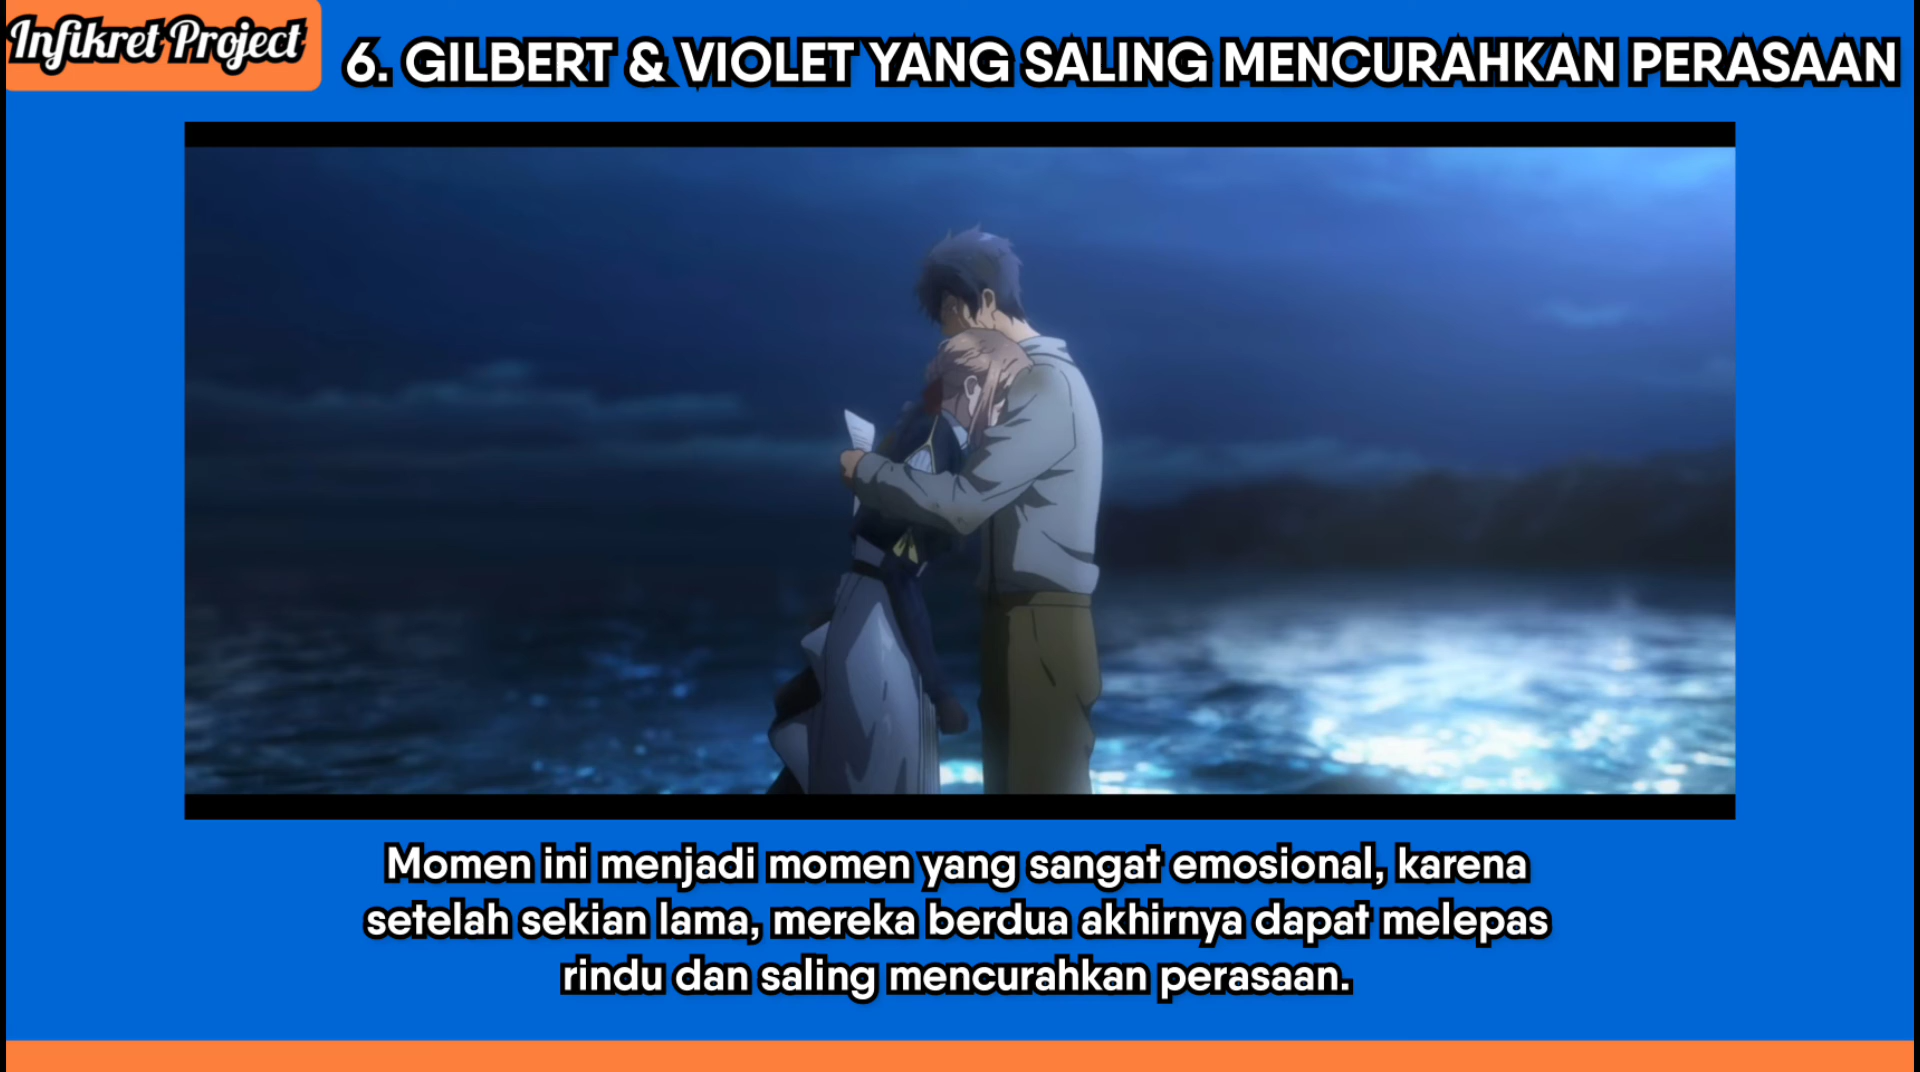 Infikret Project
6. GILBERT & VIOLET YANG SALING MENCURAHKAN PERASAAN
Momen ini menjadi momen yang sangat emosional, karena
setelah sekian lama, mereka berdua akhirnya dapat melepas
rindu dan saling mencurahkan perasaan.